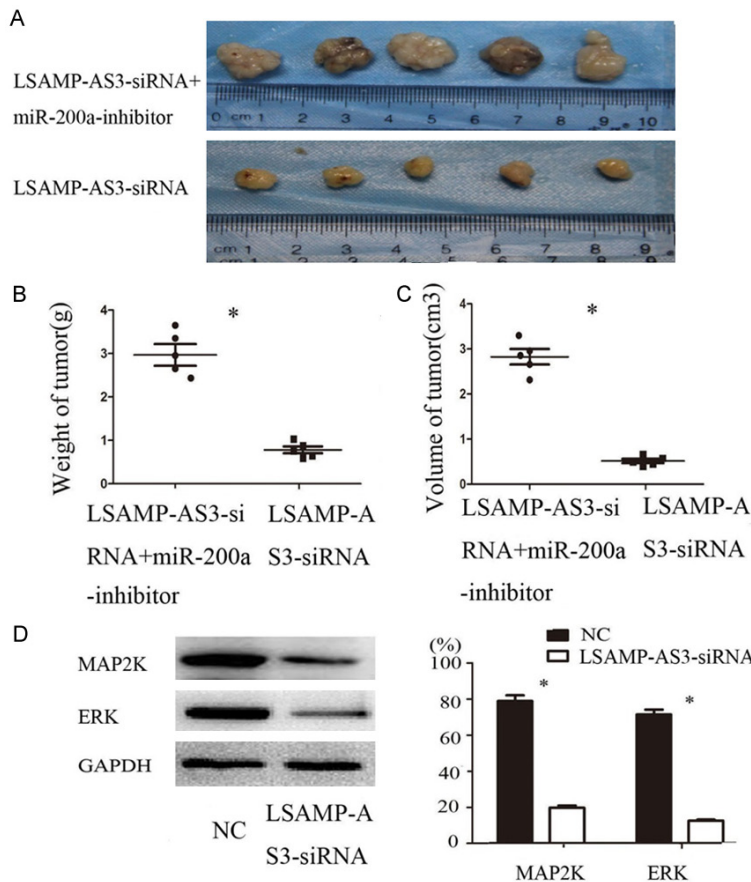 A
LSAMP-AS3-siRNA+
miR-200a-inhibitor
0 cm 1 2 3 4 5 6 7 8 9 10
LSAMP-AS3-siRNA
cm 1 2 3 4 5 6 7 8 9
B
Weight of tumor(g)
4
3
2
1
0
*
LSAMP-AS3-si
RNA+miR-200a
-inhibitor
LSAMP-A
S3-siRNA
C
Volume of tumor(cm3)
4
3
2
1
0
*
LSAMP-AS3-si
RNA+miR-200a
-inhibitor
LSAMP-A
S3-siRNA
D
MAP2K
ERK
GAPDH
NC
LSAMP-A
S3-siRNA
(%)
100
80
60
40
20
0
NC
LSAMP-AS3-siRNA
*
*
MAP2K
ERK